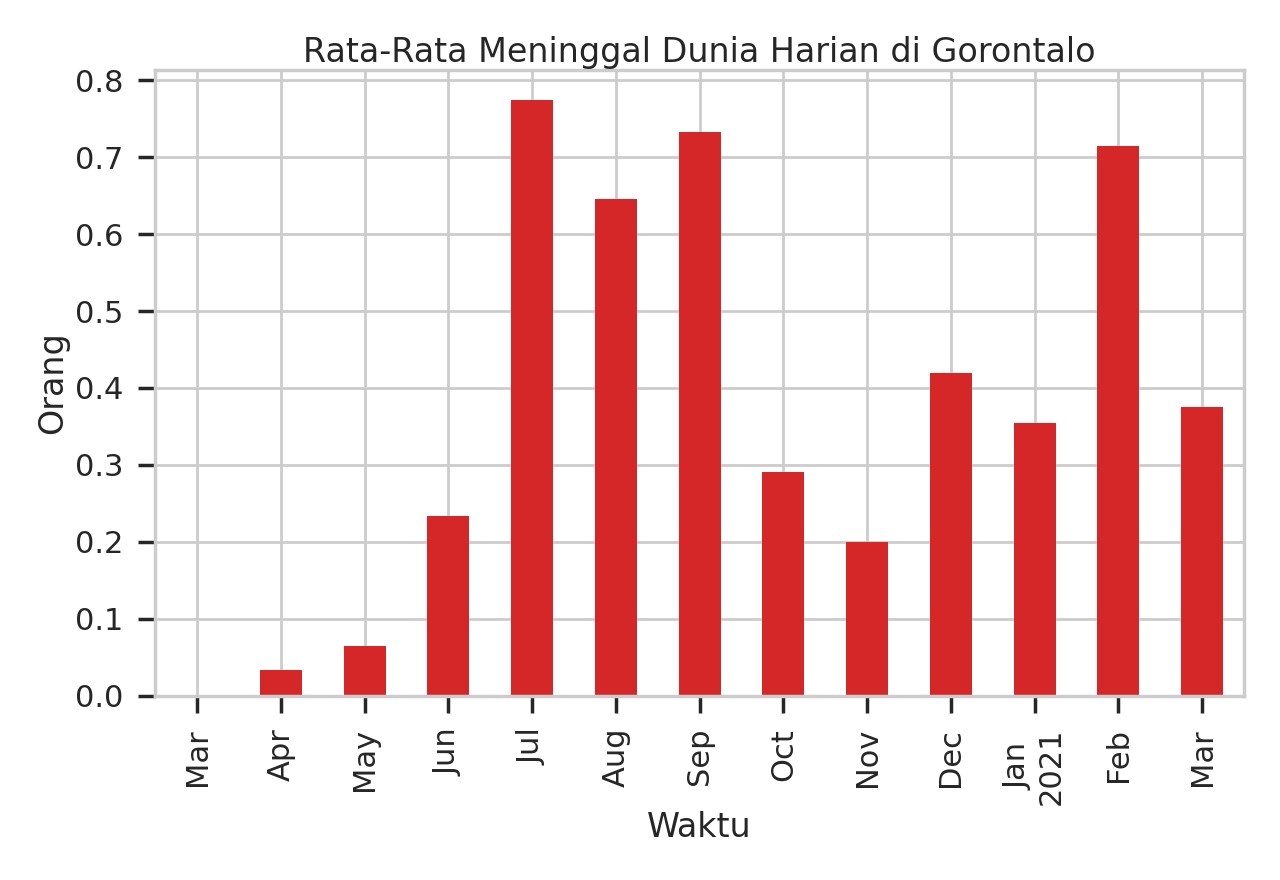 Rata-Rata Meninggal Dunia Harian di Gorontalo
0.8
0.7
0.6
0.5
0.4
0.3
0.2
0.1
0.0
Orang
Mar
Apr
May
Jun
Jul
Aug
Sep
Oct
Nov
Dec
Jan
2021
Feb
Mar
Waktu